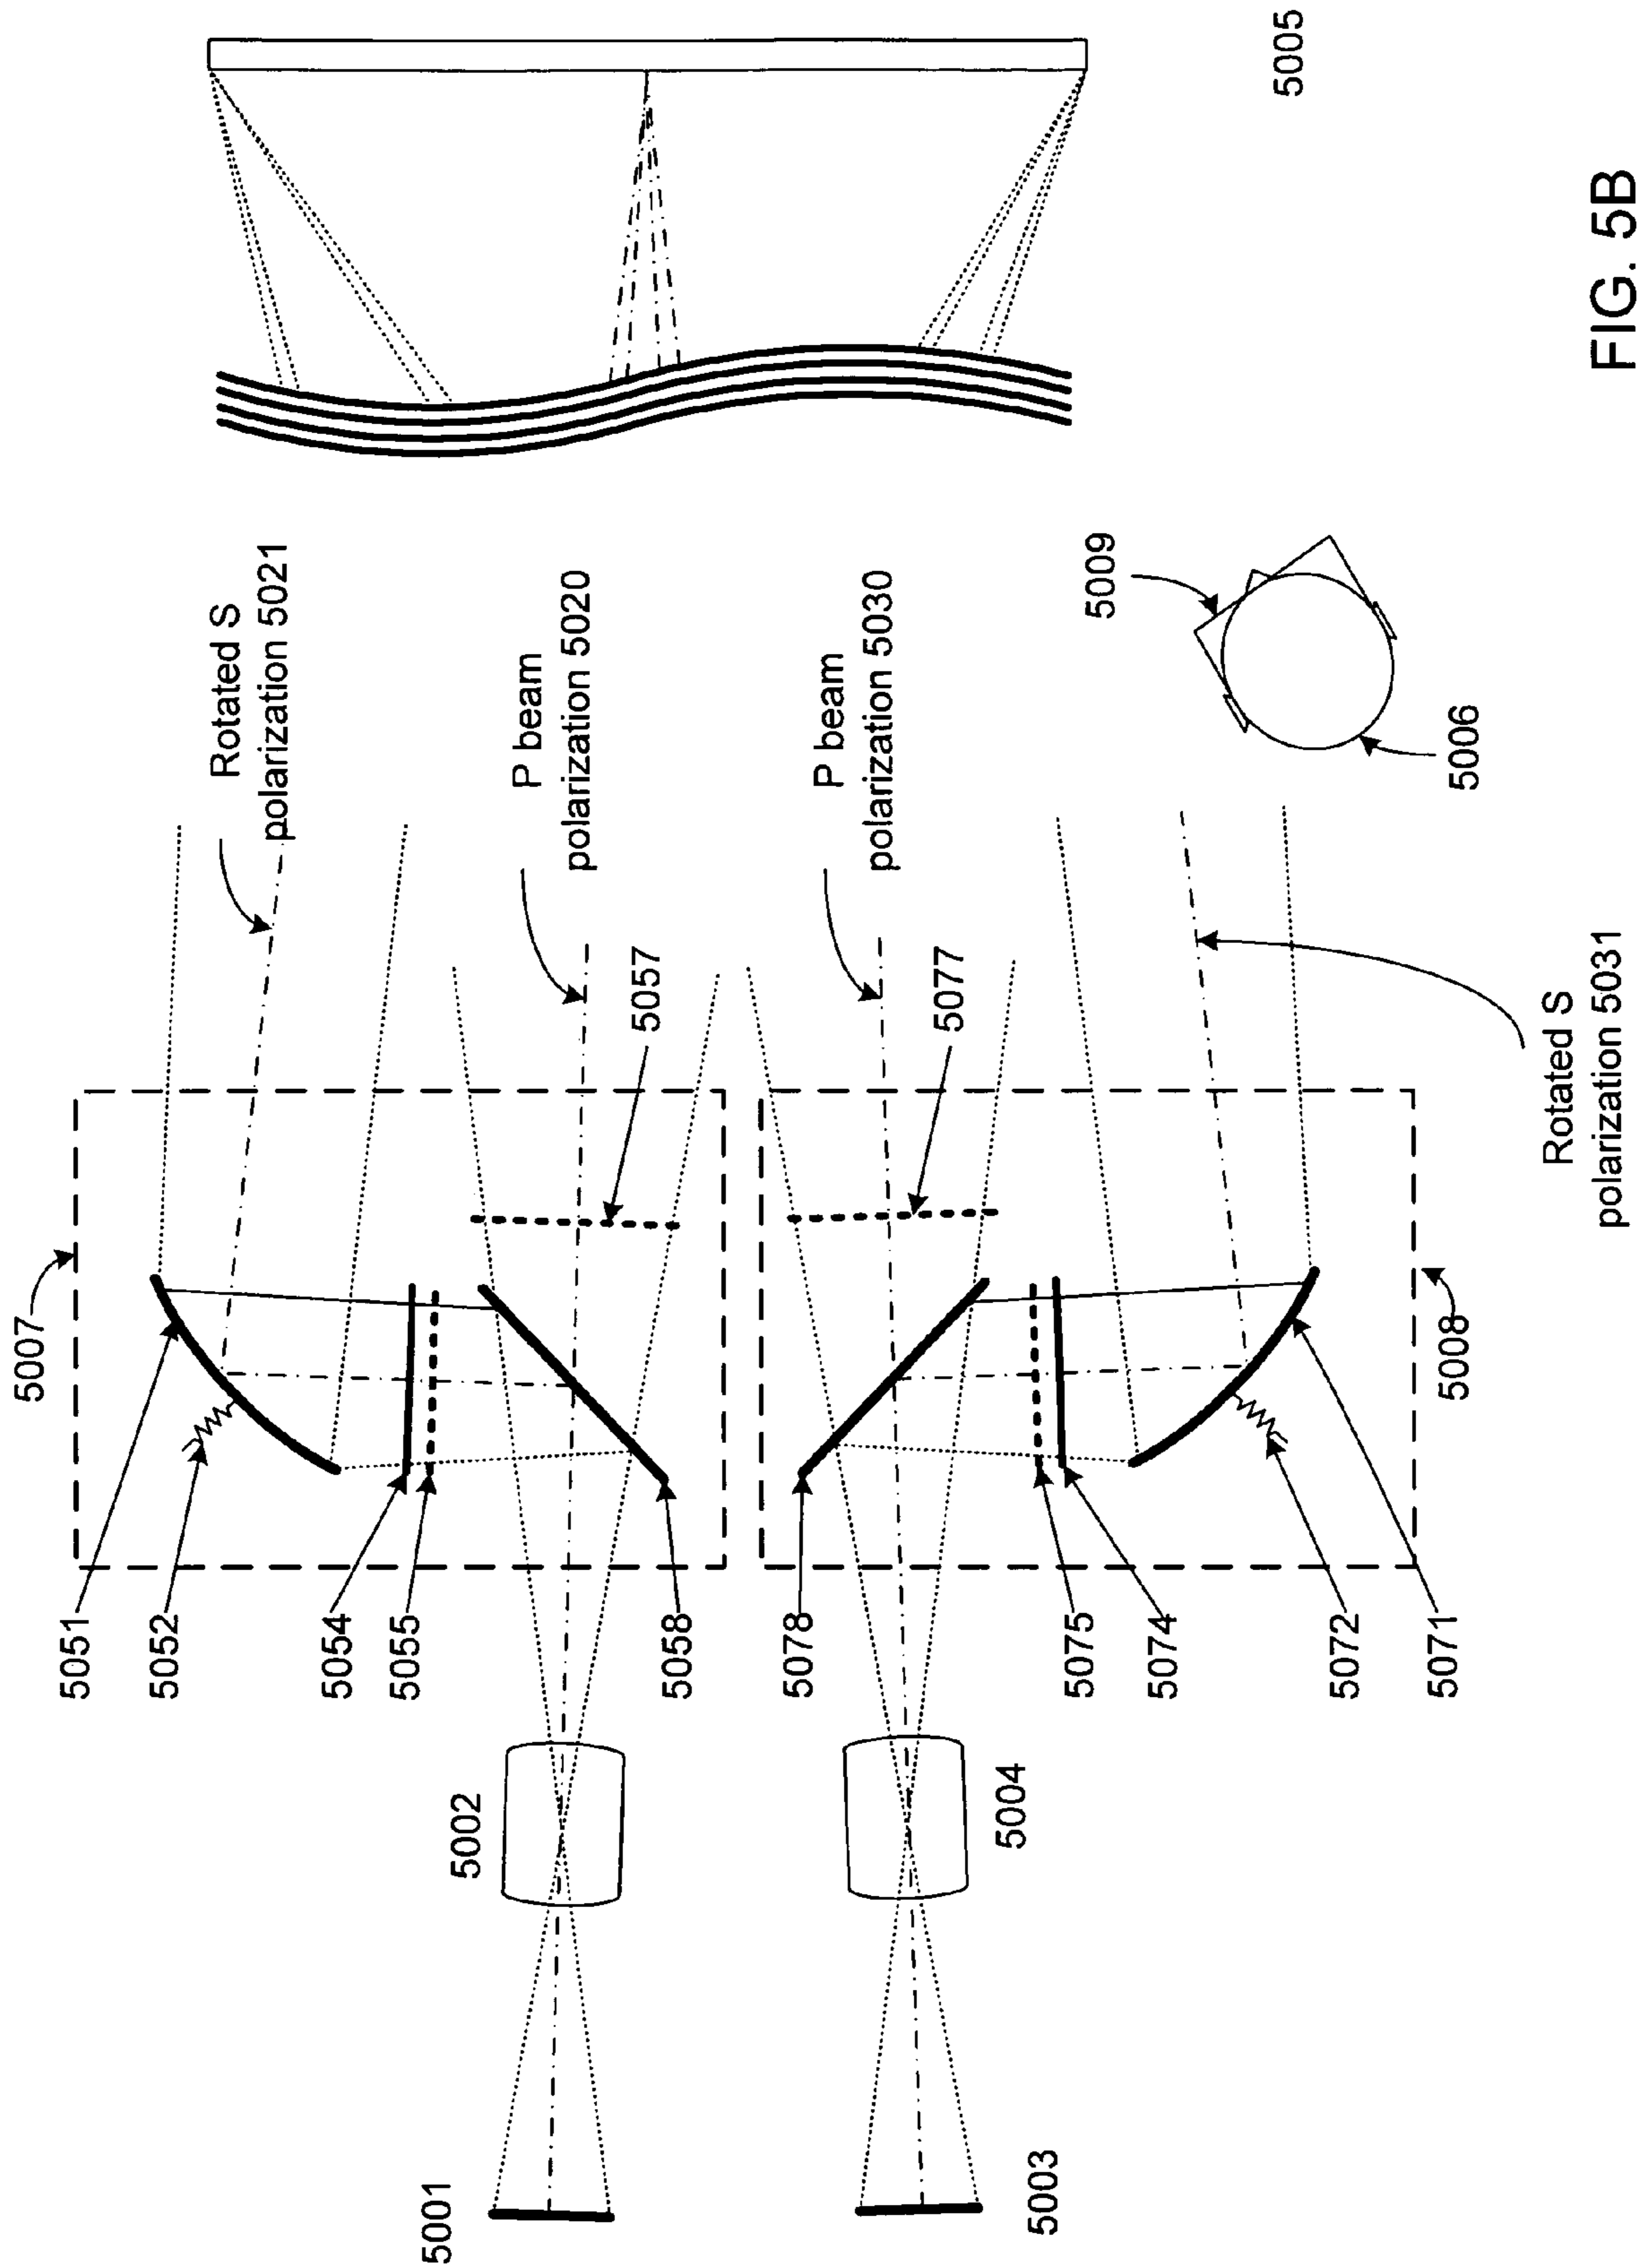 5007
5051
5052
5054
5055
5058
5002
5001
Rotated S
polarization 5021
P beam
polarization 5020
5057
P beam
polarization 5030
5077
5078
5075
5074
5072
5071
5008
5004
5003
5009
5006
Rotated S
polarization 5031
5005
FIG. 5B